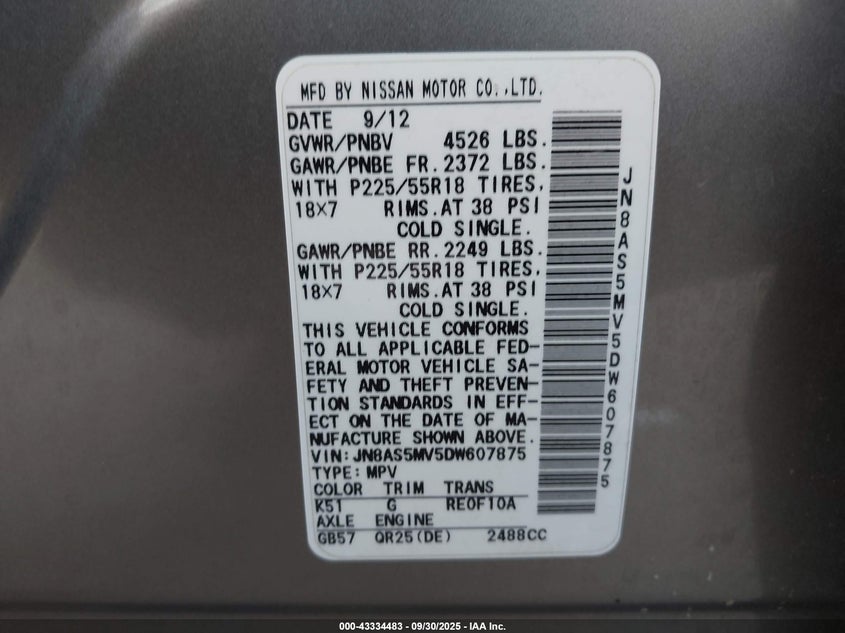 MFD BY NISSAN MOTOR CO.,LTD.
DATE 9/12
GVWR/PNBV 4526 LBS.
GAWR/PNBE FR. 2372 LBS.
WITH P225/55R18 TIRES,
18X7 RIMS. AT 38 PSI
COLD SINGLE.
GAWR/PNBE RR. 2249 LBS.
WITH P225/55R18 TIRES,
18X7 RIMS. AT 38 PSI
COLD SINGLE.
THIS VEHICLE CONFORMS
TO ALL APPLICABLE FED-
ERAL MOTOR VEHICLE SA-
FETY AND THEFT PREVEN-
TION STANDARDS IN EFF-
ECT ON THE DATE OF MA-
NUFACTURE SHOWN ABOVE.
VIN: JN8AS5MV5DW607875
TYPE: MPV
COLOR TRIM TRANS
K51 G RE0F10A
AXLE ENGINE
GB57 QR25(DE) 2488CC
JN8AS5MV5DW607875
000-43334483 - 09/30/2025 - IAA Inc.